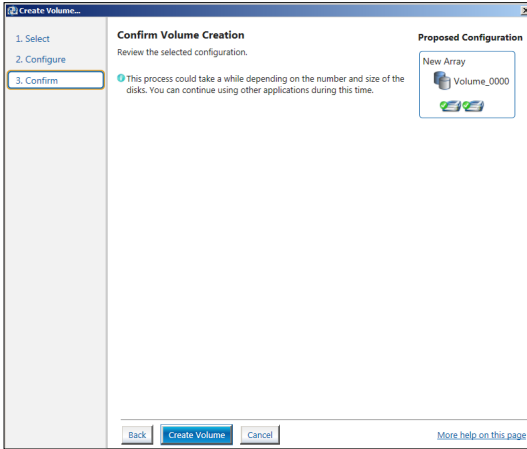 Create Volume...
1. Select
2. Configure
3. Confirm
Confirm Volume Creation
Review the selected configuration.
This process could take a while depending on the number and size of the
disks. You can continue using other applications during this time.
Proposed Configuration
New Array
Volume_0000
Back
Create Volume
Cancel
More help on this page